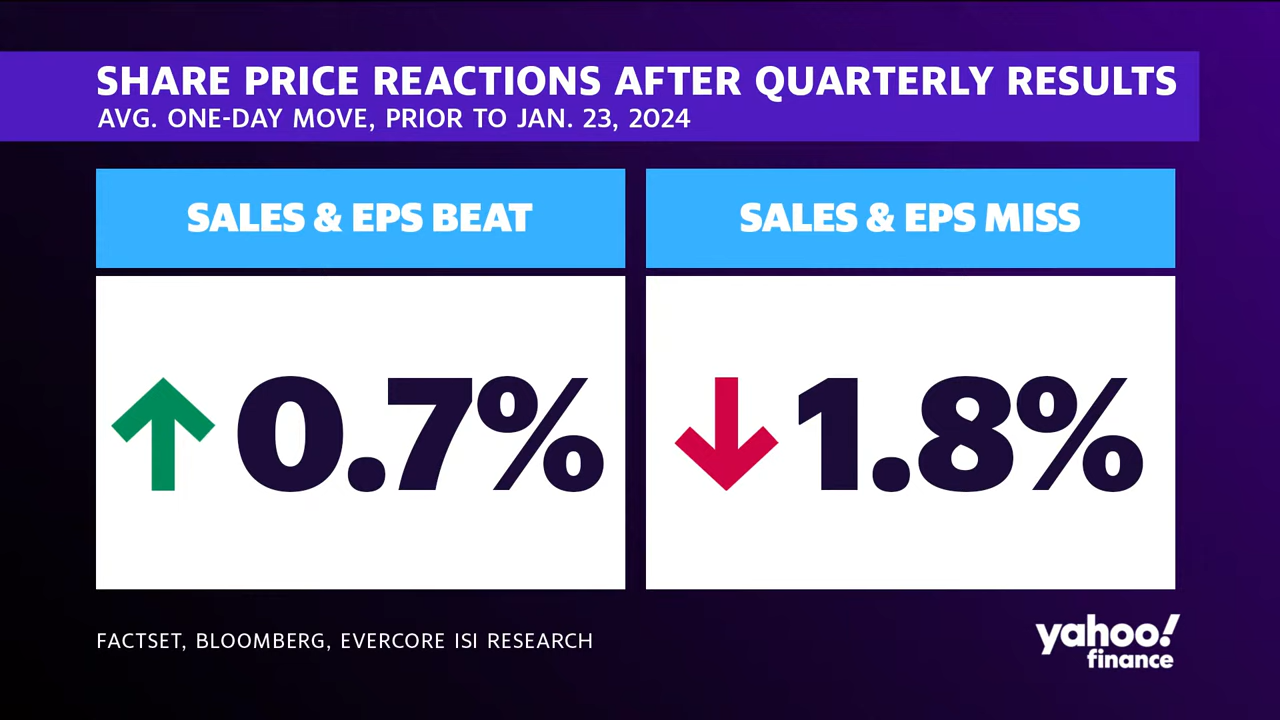 SHARE PRICE REACTIONS AFTER QUARTERLY RESULTS
AVG. ONE-DAY MOVE, PRIOR TO JAN. 23, 2024
SALES & EPS BEAT
0.7%
SALES & EPS MISS
1.8%
FACTSET, BLOOMBERG, EVERCORE ISI RESEARCH
yahoo!
finance